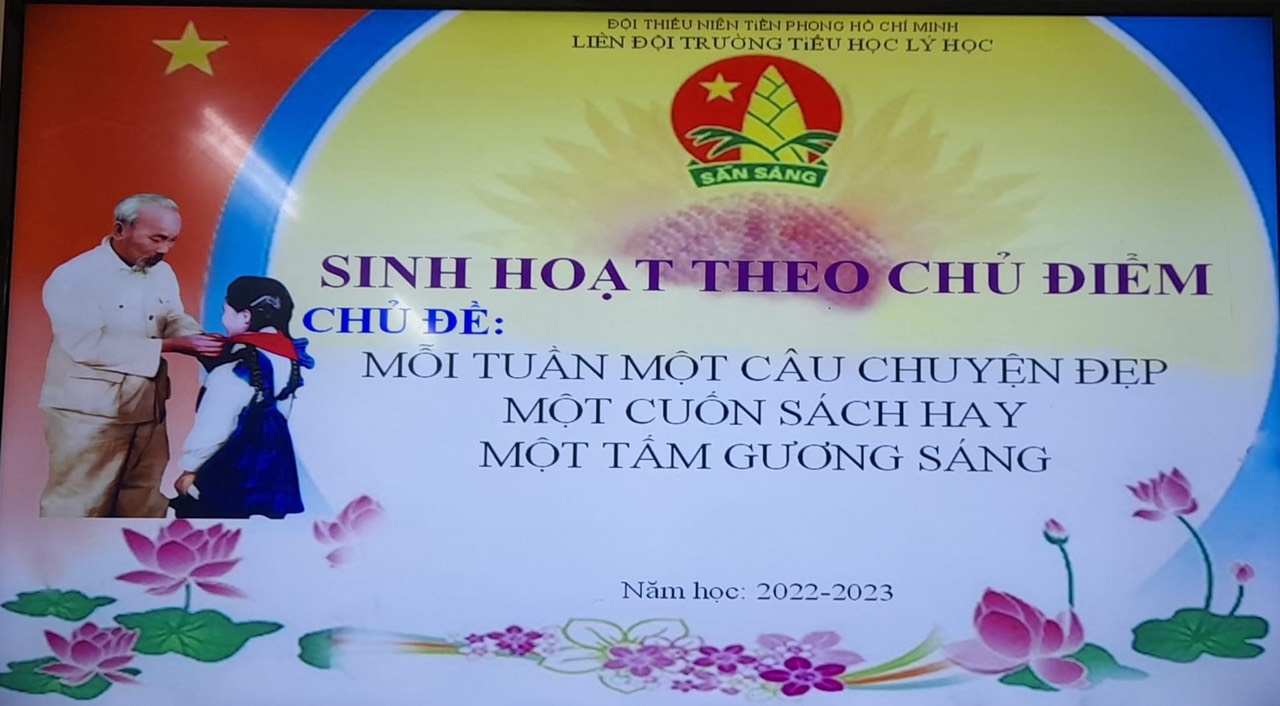 ĐỘI THIẾU NIÊN TIỀN PHONG HỒ CHÍ MINH
LIÊN ĐỘI TRƯỜNG TIỂU HỌC LÝ HỌC
SẴN SÀNG
SINH HOẠT THEO CHỦ ĐIỂM
CHỦ ĐỀ:
MỖI TUẦN MỘT CÂU CHUYỆN ĐẸP
MỘT CUỐN SÁCH HAY
MỘT TẤM GƯƠNG SÁNG
Năm học: 2022-2023